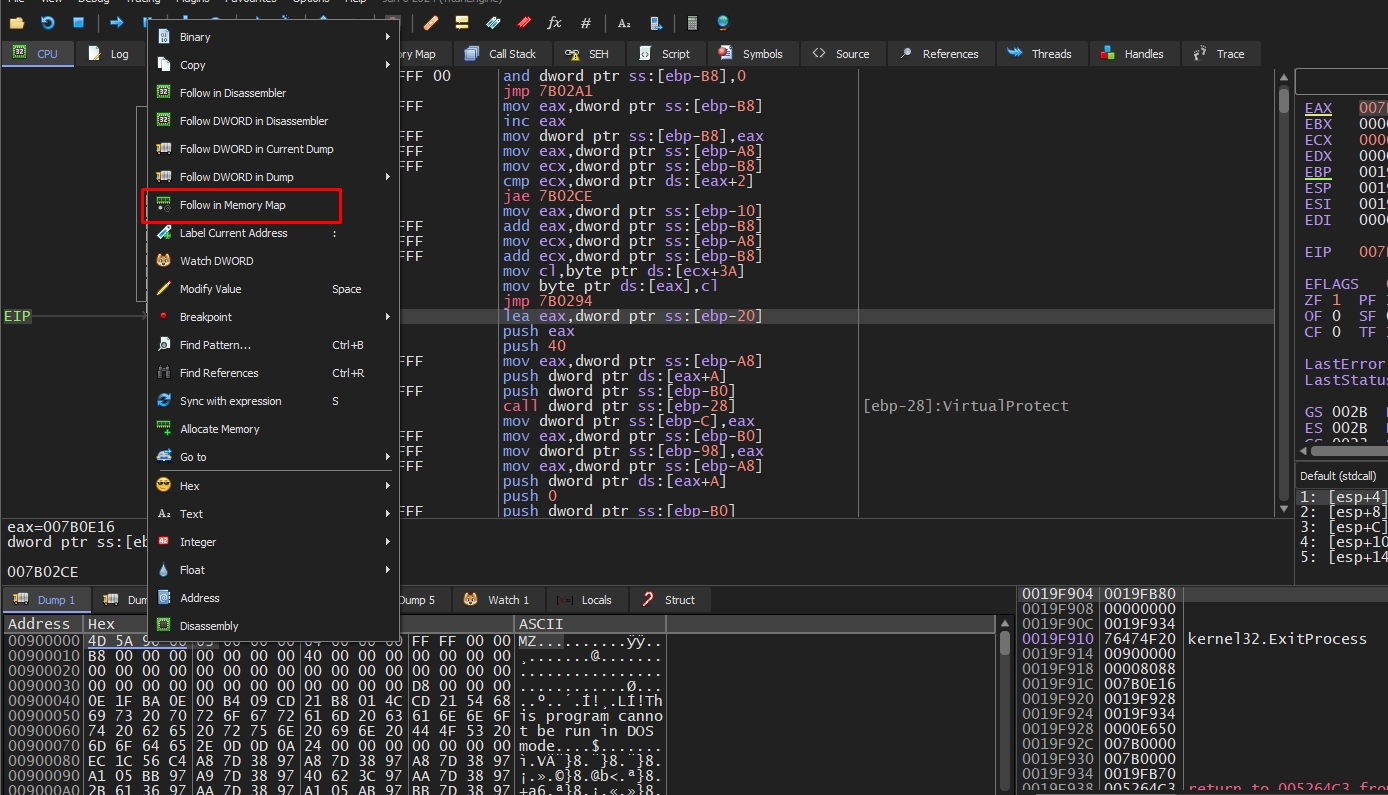 CPU
Log
ory Map
Call Stack
SEH
Script
Symbols
Source
References
Threads
Handles
Trace
Binary
Copy
Follow in Disassembler
Follow DWORD in Disassembler
Follow DWORD in Current Dump
Follow DWORD in Dump
Follow in Memory Map
Label Current Address :
Watch DWORD
Modify Value Space
Breakpoint
Find Pattern... Ctrl+B
Find References Ctrl+R
Sync with expression S
Allocate Memory
Go to
Hex
Text
Integer
Float
Address
Disassembly
EIP
FFF 00 and dword ptr ss:[ebp-B8],0
jmp 7B02A1
FFF mov eax,dword ptr ss:[ebp-B8]
inc eax
FFF mov dword ptr ss:[ebp-B8],eax
FFF mov eax,dword ptr ss:[ebp-A8]
FFF mov ecx,dword ptr ss:[ebp-B8]
cmp ecx,dword ptr ds:[eax+2]
jae 7B02CE
mov eax,dword ptr ss:[ebp-10]
FFF add eax,dword ptr ss:[ebp-B8]
FFF mov ecx,dword ptr ss:[ebp-A8]
FFF add ecx,dword ptr ss:[ebp-B8]
mov cl,byte ptr ds:[ecx+3A]
mov byte ptr ds:[eax],cl
jmp 7B0294
lea eax,dword ptr ss:[ebp-20]
push eax
push 40
FFF mov eax,dword ptr ss:[ebp-A8]
push dword ptr ds:[eax+A]
FFF push dword ptr ss:[ebp-B0]
call dword ptr ss:[ebp-28] [ebp-28]:VirtualProtect
mov dword ptr ss:[ebp-C],eax
FFF mov eax,dword ptr ss:[ebp-B0]
FFF mov dword ptr ss:[ebp-98],eax
FFF mov eax,dword ptr ss:[ebp-A8]
push dword ptr ds:[eax+A]
push 0
FFF push dword ptr ss:[ebp-B0]
EAX 007
EBX 000
ECX 000
EDX 000
EBP 0019
ESP 0019
ESI 0019
EDI 000
EIP 007
EFLAGS
ZF 1 PF
OF 0 SF
CF 0 TF
LastError
LastStatus
GS 002B
ES 002B
Default (stdcall)
1: [esp+4]
2: [esp+8]
3: [esp+C]
4: [esp+10
5: [esp+14
eax=007B0E16
dword ptr ss:[eb
007B02CE
Dump 1
Dum
Dump 5
Watch 1
Locals
Struct
Address Hex ASCII
00900000 4D 5A 90 00 03 00 00 00 04 00 00 00 FF FF 00 00 MZ..........ÿÿ..
00900010 B8 00 00 00 00 00 00 00 40 00 00 00 00 00 00 00 ¸.......@.......
00900020 00 00 00 00 00 00 00 00 00 00 00 00 00 00 00 00 ................
00900030 00 00 00 00 00 00 00 00 00 00 00 00 D8 00 00 00 ............Ø...
00900040 0E 1F BA 0E 00 B4 09 CD 21 B8 01 4C CD 21 54 68 ..º..´.Í!¸.LÍ!Th
00900050 69 73 20 70 72 6F 67 72 61 6D 20 63 61 6E 6E 6F is program canno
00900060 74 20 62 65 20 72 75 6E 20 69 6E 20 44 4F 53 20 t be run in DOS
00900070 6D 6F 64 65 2E 0D 0D 0A 24 00 00 00 00 00 00 00 mode....$.......
00900080 EC 1C 56 C4 A8 7D 38 97 A8 7D 38 97 A8 7D 38 97 ì.VÄ¨}8.¨}8.¨}8.
00900090 A1 05 BB 97 A9 7D 38 97 40 62 3C 97 AA 7D 38 97 ¡.».©}8.@b<.ª}8.
009000A0 2B 61 36 97 AA 7D 38 97 A1 05 AB 97 BB 7D 38 97 +a6.ª}8.¡.«.»}8.
0019F904 0019FB80
0019F908 00000000
0019F90C 0019F934
0019F910 76474F20 kernel32.ExitProcess
0019F914 00900000
0019F918 00008088
0019F91C 007B0E16
0019F920 0019F928
0019F924 0019F934
0019F928 0000E650
0019F92C 007B0000
0019F930 007B0000
0019F934 0019FB70
0019F938 005264C3 return to 005264C3 fro